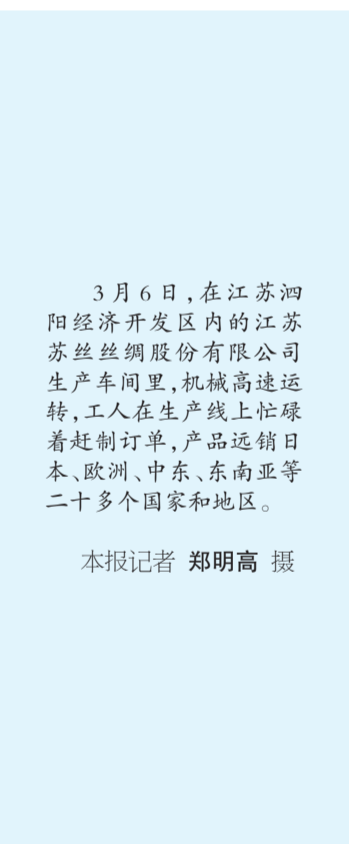 3月6日,在江苏泗
阳经济开发区内的江苏
苏丝丝绸股份有限公司
生产车间里,机械高速运
转,工人在生产线上忙碌
着赶制订单,产品远销日
本、欧洲、中东、东南亚等
二十多个国家和地区。
本报记者 郑明高 摄